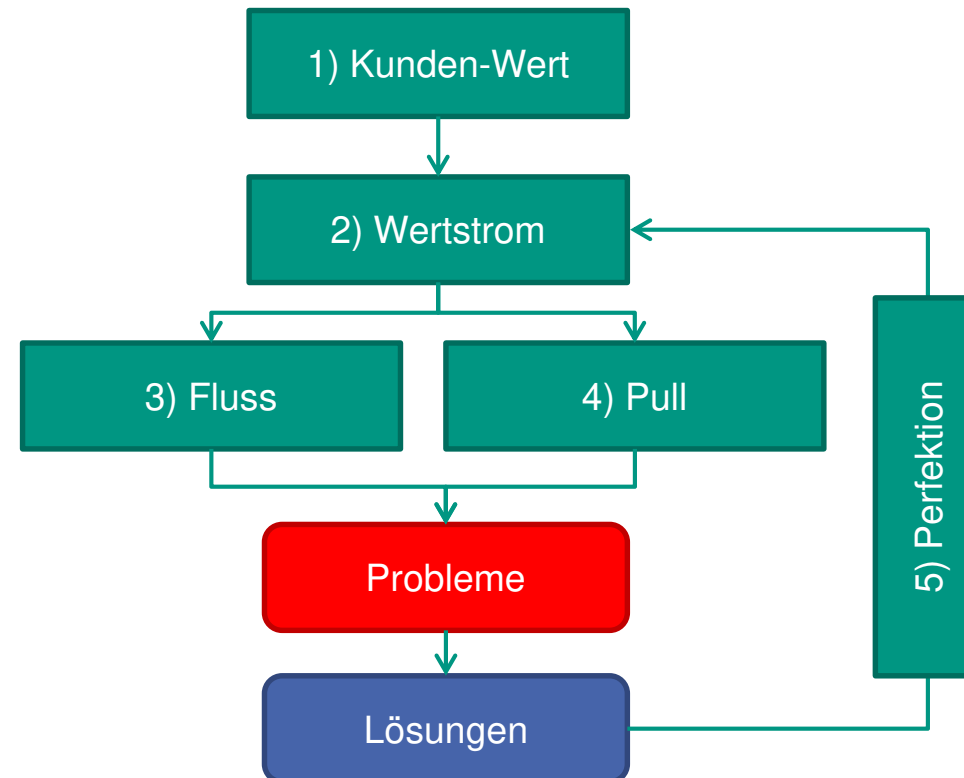 1) Kunden-Wert
2) Wertstrom
3) Fluss
4) Pull
5) Perfektion
Probleme
Lösungen